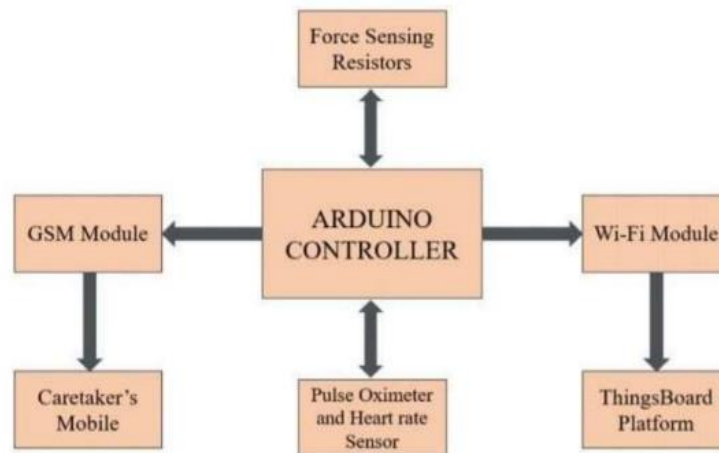 Force Sensing
Resistors
GSM Module
ARDUINO
CONTROLLER
Wi-Fi Module
Caretaker’s
Mobile
Pulse Oximeter
and Heart rate
Sensor
ThingsBoard
Platform